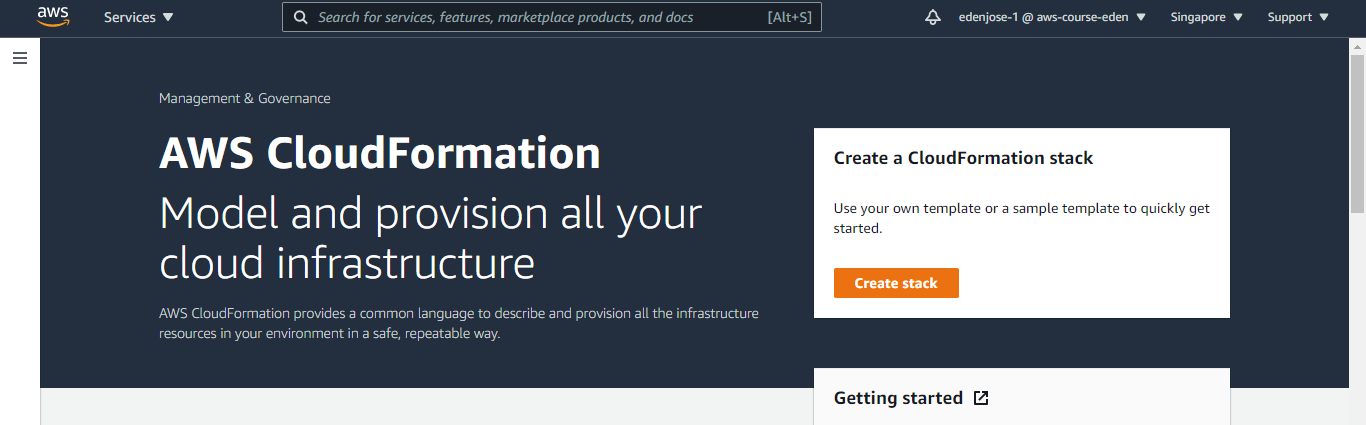 aws Services Search for services, features, marketplace products, and docs [Alt+S] edenjose-1 @ aws-course-eden Singapore Support
Management & Governance
AWS CloudFormation
Model and provision all your
cloud infrastructure
AWS CloudFormation provides a common language to describe and provision all the infrastructure
resources in your environment in a safe, repeatable way.
Create a CloudFormation stack
Use your own template or a sample template to quickly get
started.
Create stack
Getting started